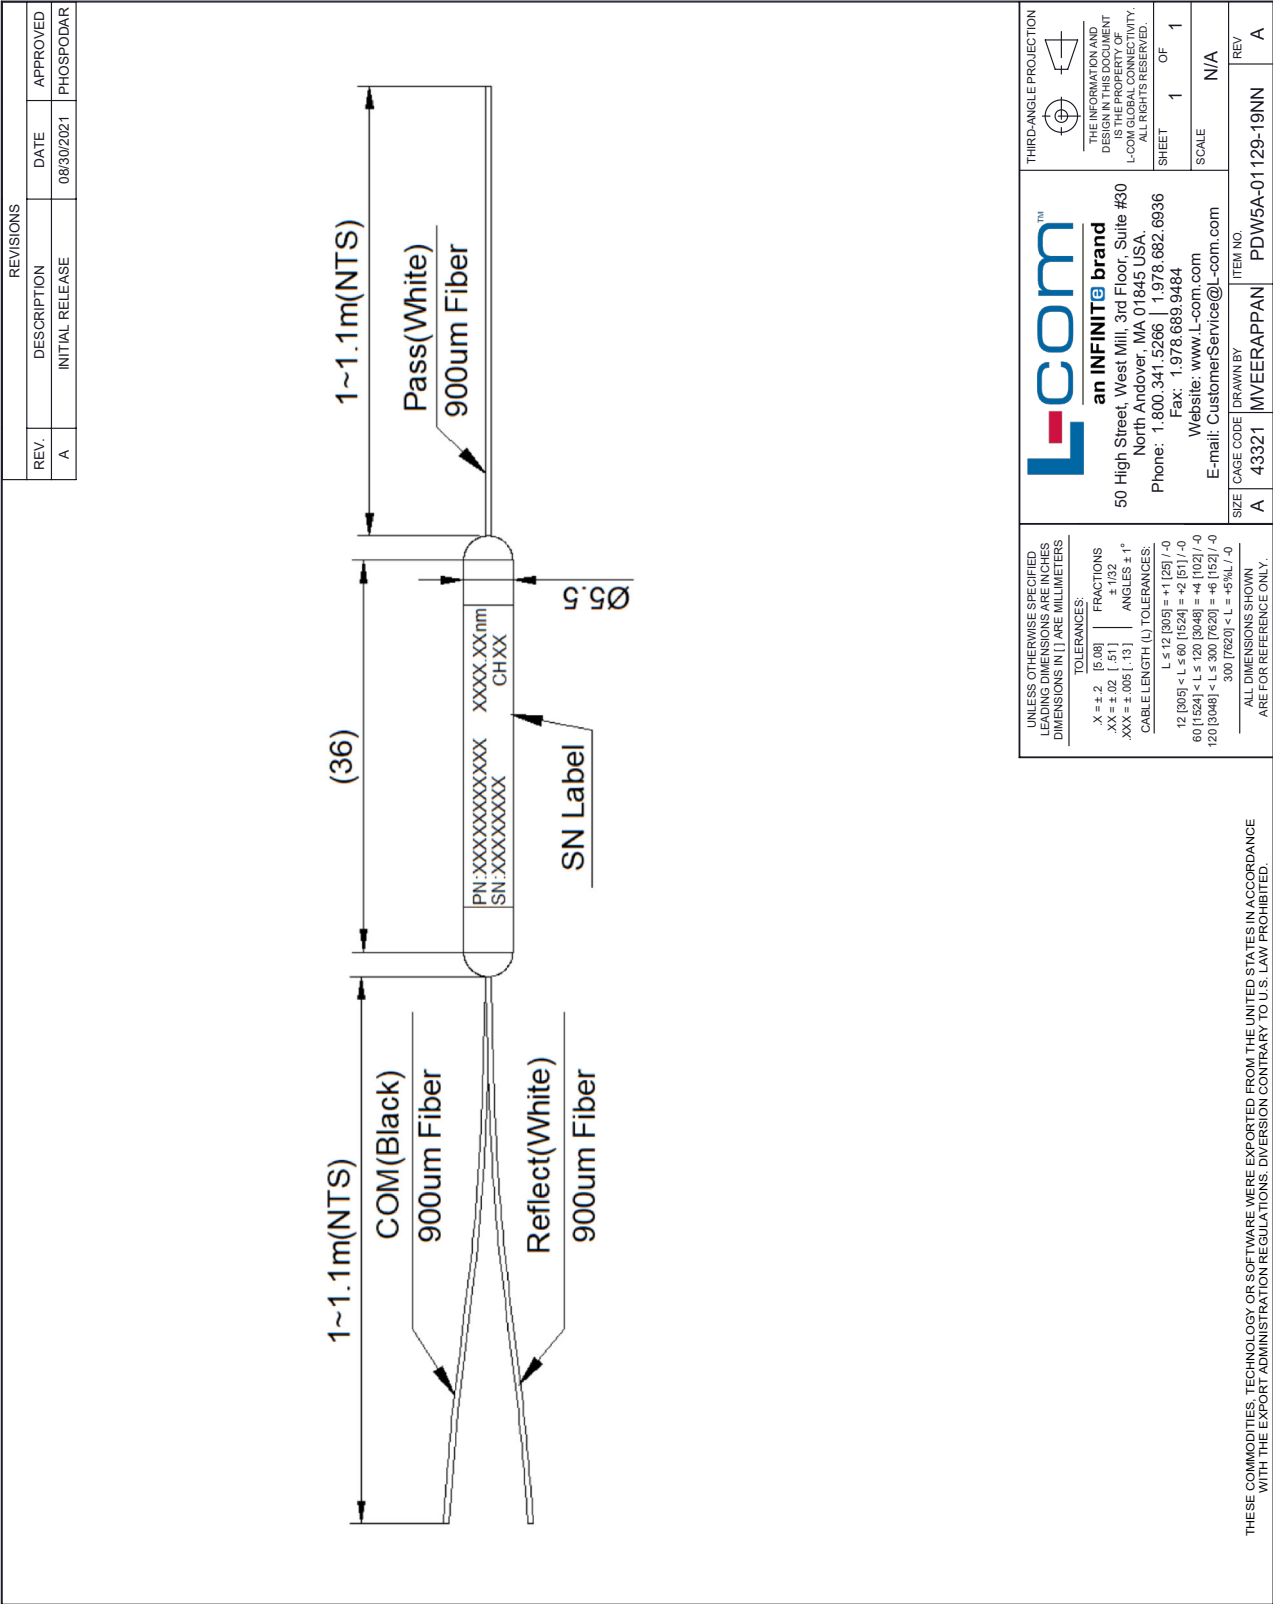 REVISIONS
REV. DESCRIPTION DATE APPROVED
A INITIAL RELEASE 08/30/2021 PHOSPODAR
1~1.1m(NTS)
(36)
1~1.1m(NTS)
COM(Black)
900um Fiber
Reflect(White)
900um Fiber
PN:XXXXXXXXXX XXXX.XXnm
SN:XXXXXXXX CHXX
SN Label
Ø5.5
Pass(White)
900um Fiber
UNLESS OTHERWISE SPECIFIED
LEADING DIMENSIONS ARE INCHES
DIMENSIONS IN [ ] ARE MILLIMETERS
TOLERANCES:
.X = ± .2 [5.08] FRACTIONS
.XX = ± .02 [ .51 ] ± 1/32
.XXX = ± .005 [ .13 ] ANGLES ± 1°
CABLE LENGTH (L) TOLERANCES:
L ≤ 12 [305] = +1 [25] / -0
12 [305] < L ≤ 60 [1524] = +2 [51] / -0
60 [1524] < L ≤ 120 [3048] = +4 [102] / -0
120 [3048] < L ≤ 300 [7620] = +6 [152] / -0
300 [7620] < L = +5%L / -0
ALL DIMENSIONS SHOWN
ARE FOR REFERENCE ONLY.
L-com™
an INFINITe brand
50 High Street, West Mill, 3rd Floor, Suite #30
North Andover, MA 01845 USA.
Phone: 1.800.341.5266 | 1.978.682.6936
Fax: 1.978.689.9484
Website: www.L-com.com
E-mail: CustomerService@L-com.com
THIRD-ANGLE PROJECTION
THE INFORMATION AND
DESIGN IN THIS DOCUMENT
IS THE PROPERTY OF
L-COM GLOBAL CONNECTIVITY.
ALL RIGHTS RESERVED.
SHEET 1 OF 1
SCALE N/A
SIZE A
CAGE CODE 43321
DRAWN BY MVEERAPPAN
ITEM NO. PDW5A-01129-19NN
REV A
THESE COMMODITIES, TECHNOLOGY OR SOFTWARE WERE EXPORTED FROM THE UNITED STATES IN ACCORDANCE
WITH THE EXPORT ADMINISTRATION REGULATIONS. DIVERSION CONTRARY TO U.S. LAW PROHIBITED.